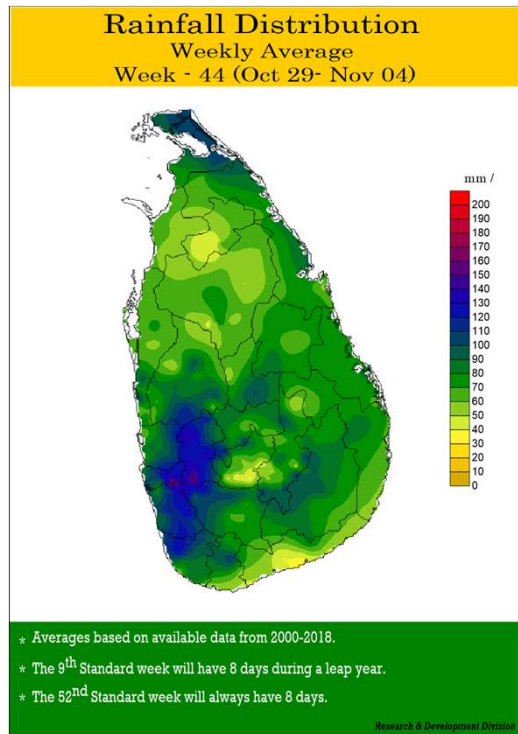 Rainfall Distribution
Weekly Average
Week - 44 (Oct 29- Nov 04)
mm /
200
190
180
170
160
150
140
130
120
110
100
90
80
70
60
50
40
30
20
10
0
* Averages based on available data from 2000-2018.
* The 9th Standard week will have 8 days during a leap year.
* The 52nd Standard week will always have 8 days.
Research & Development Division